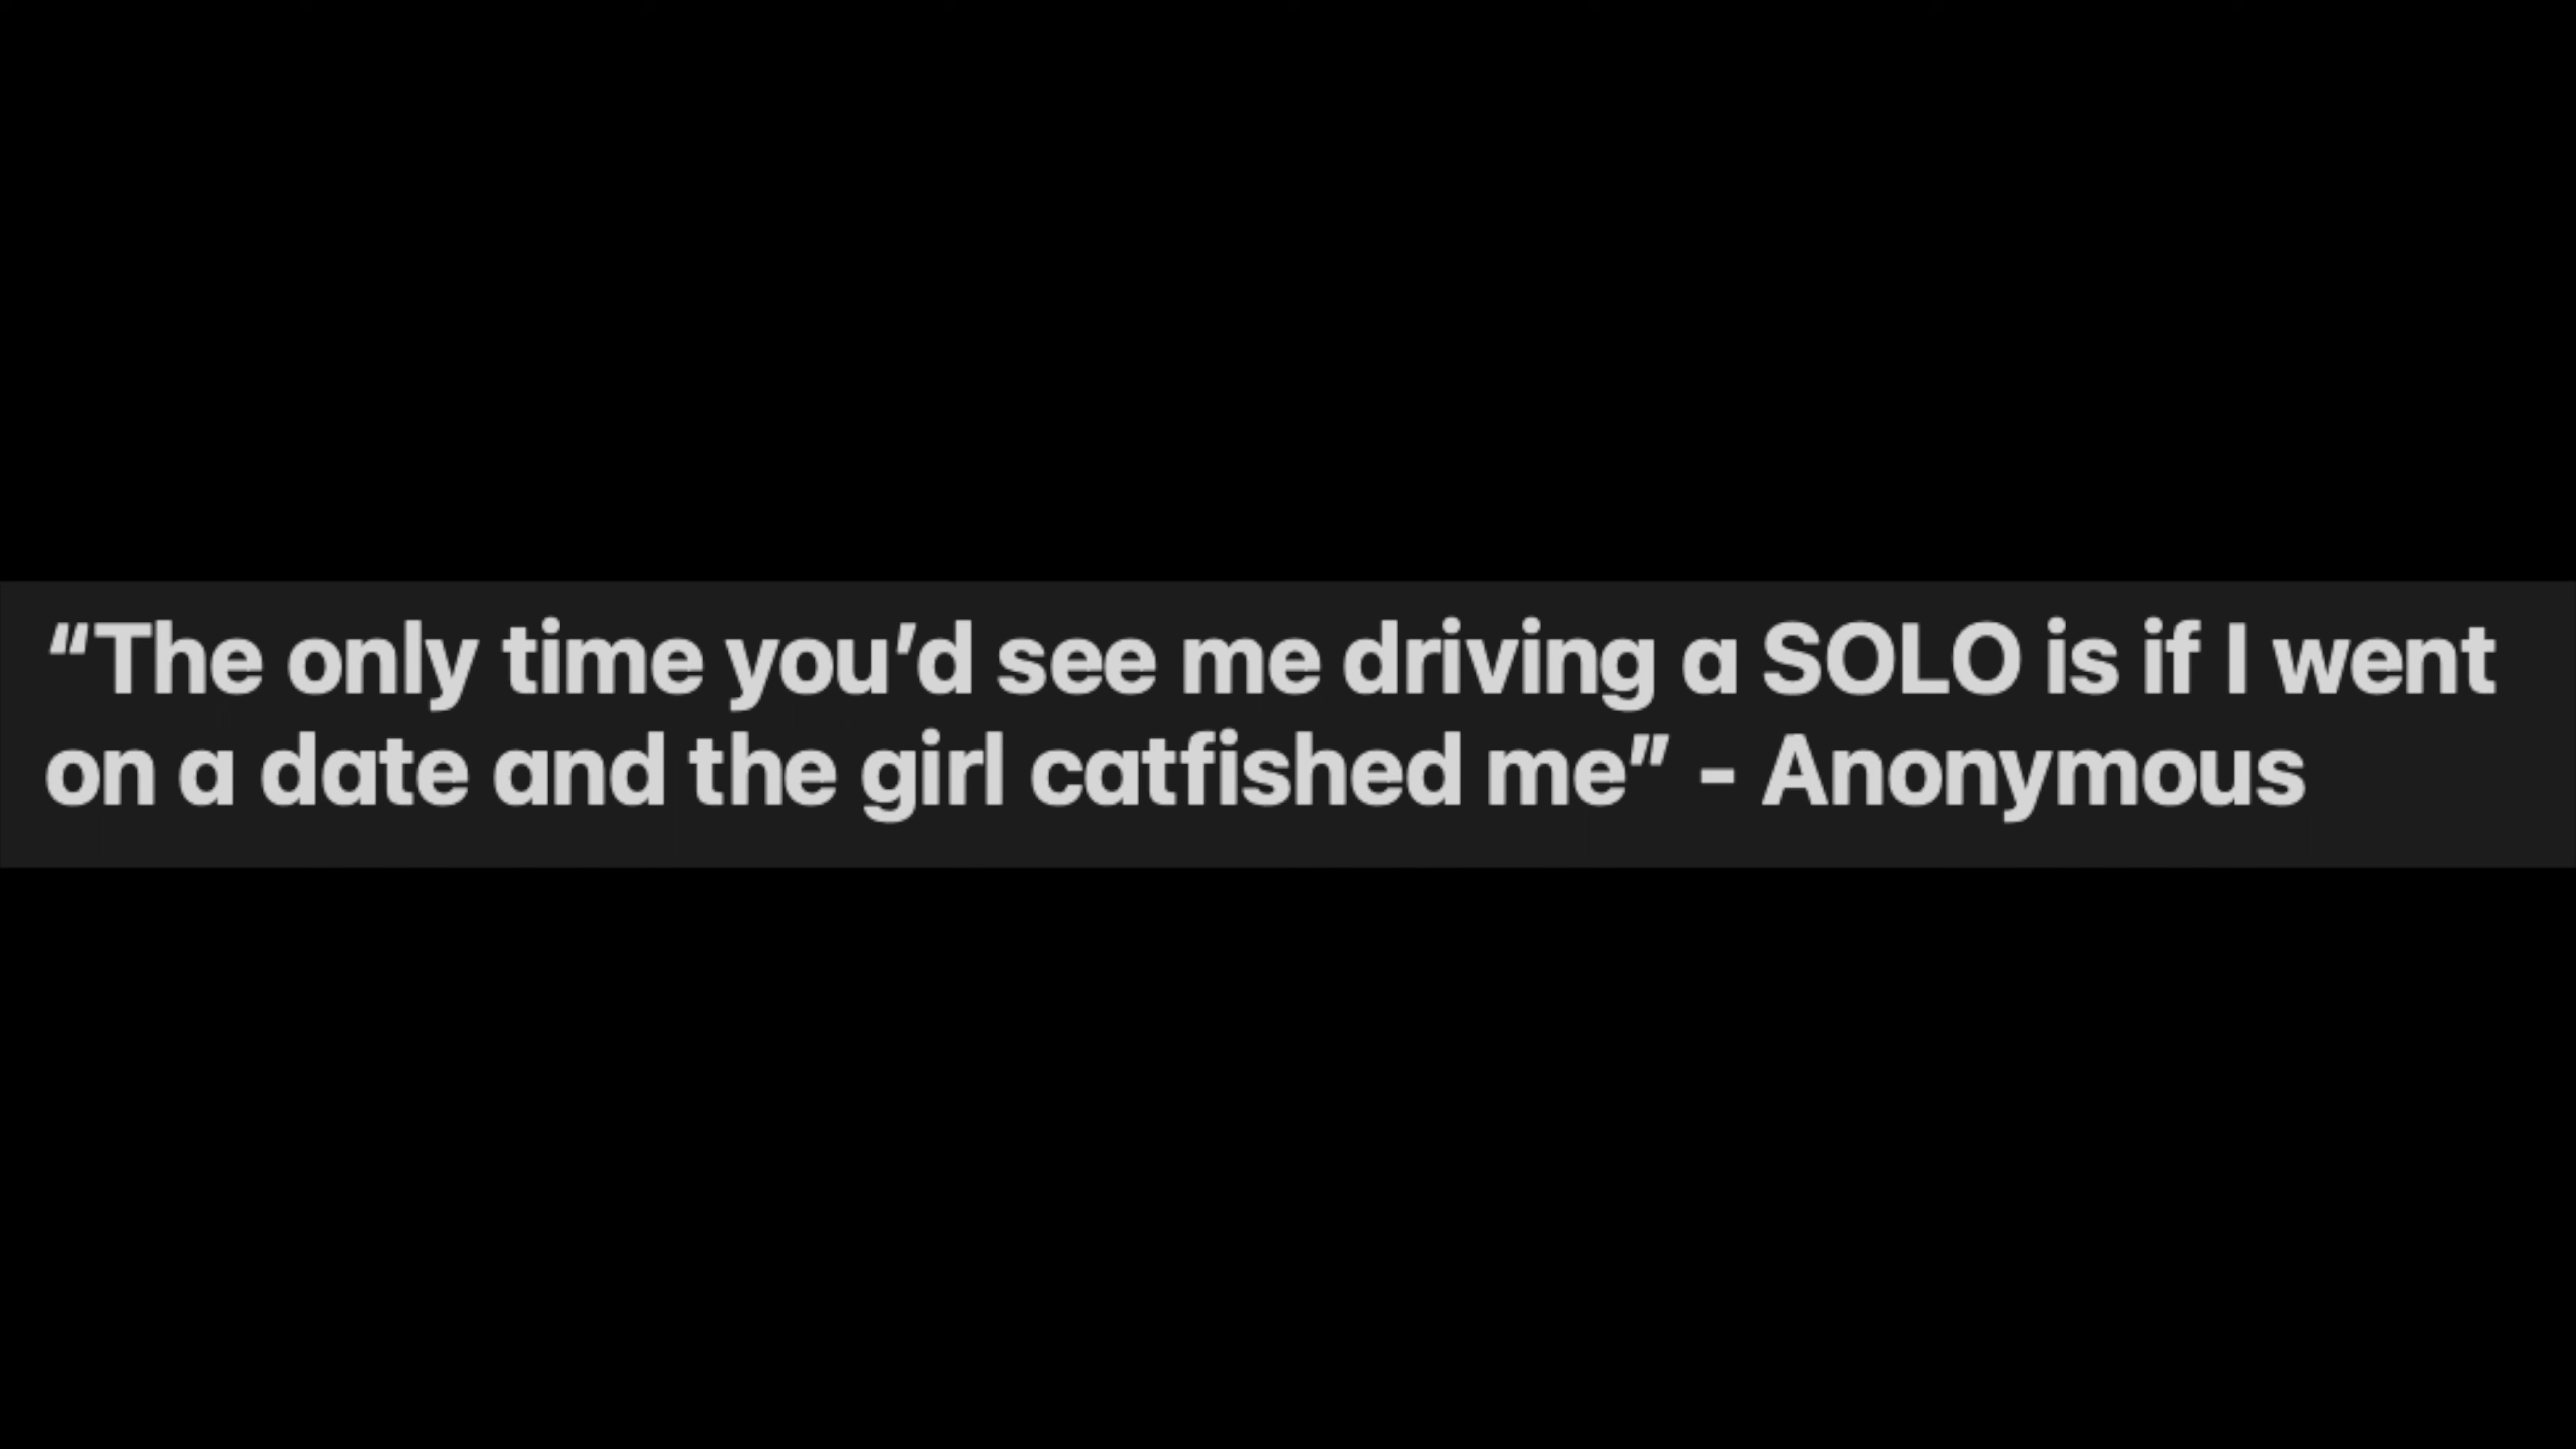 “The only time you’d see me driving a SOLO is if I went
on a date and the girl catfished me” - Anonymous